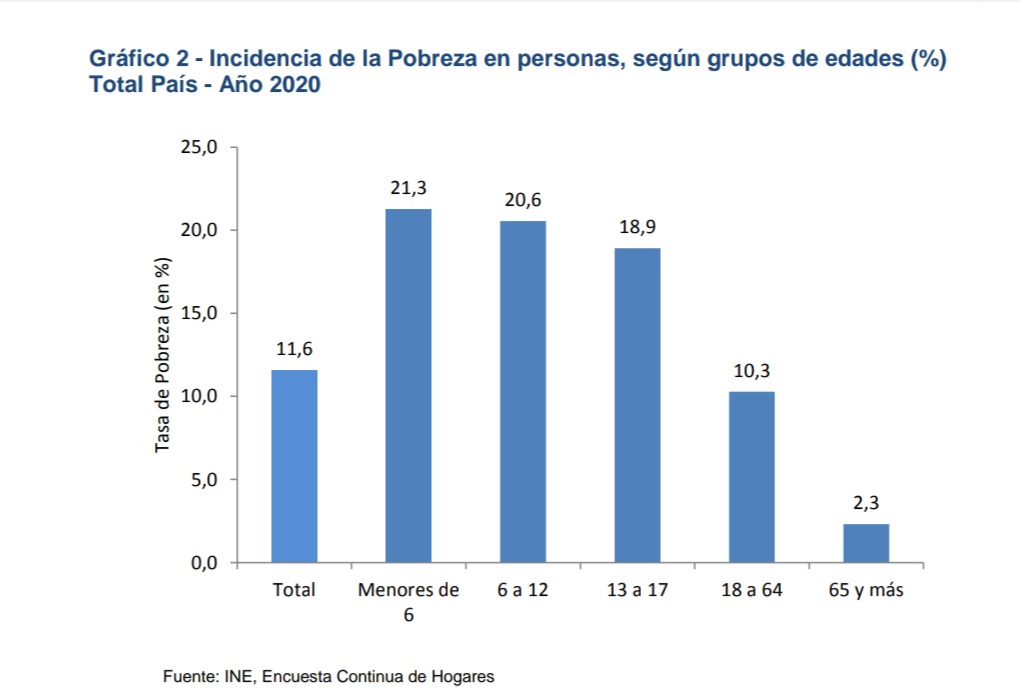 Gráfico 2 - Incidencia de la Pobreza en personas, según grupos de edades (%)
Total País - Año 2020
Tasa de Pobreza (en %)
25,0
20,0
15,0
10,0
5,0
0,0
11,6
21,3
20,6
18,9
10,3
2,3
Total
Menores de
6
6 a 12
13 a 17
18 a 64
65 y más
Fuente: INE, Encuesta Continua de Hogares